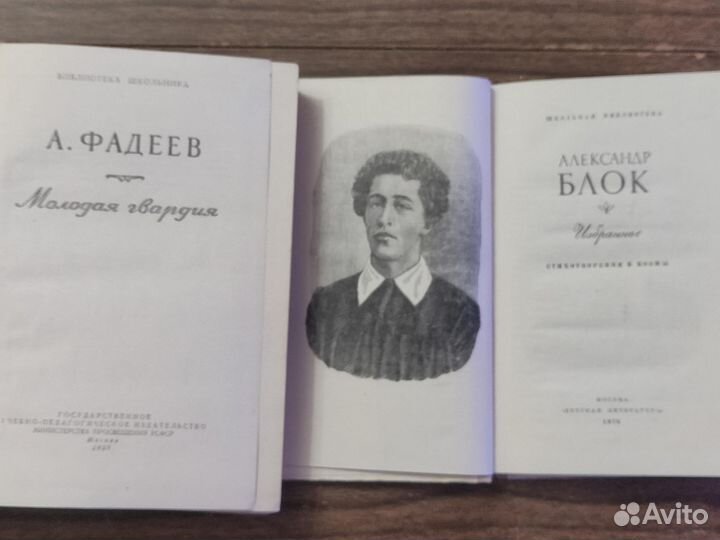 БИБЛИОТЕКА ШКОЛЬНИКА
А. ФАДЕЕВ
Молодая гвардия
ГОСУДАРСТВЕННОЕ
УЧЕБНО-ПЕДАГОГИЧЕСКОЕ ИЗДАТЕЛЬСТВО
МИНИСТЕРСТВА ПРОСВЕЩЕНИЯ РСФСР
Москва
ШКОЛЬНАЯ БИБЛИОТЕКА
АЛЕКСАНДР
БЛОК
Избранное
СТИХОТВОРЕНИЯ И ПОЭМЫ
МОСКВА
«ДЕТСКАЯ ЛИТЕРАТУРА»
Avito